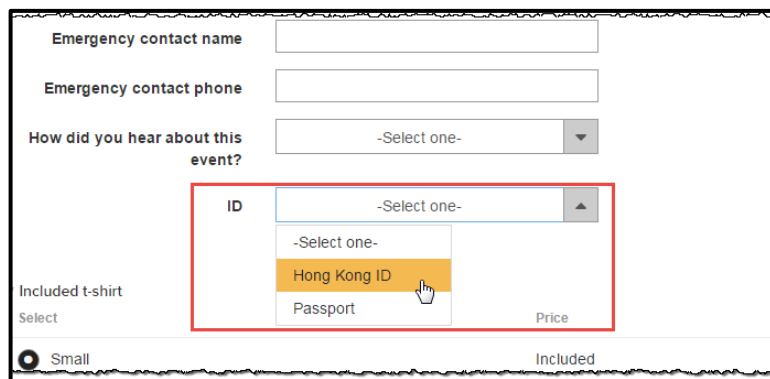 Emergency contact name
Emergency contact phone
How did you hear about this
event?
-Select one-
ID
-Select one-
-Select one-
Hong Kong ID
Passport
Included t-shirt
Select
Price
Small
Included